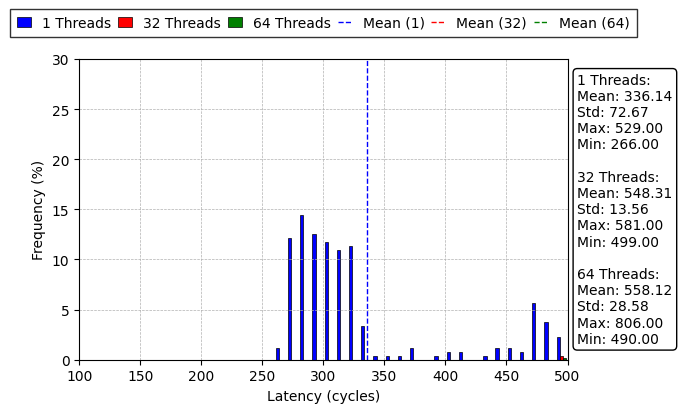 1 Threads 32 Threads 64 Threads Mean (1) Mean (32) Mean (64)
30
25
20
15
10
5
0
Frequency (%)
100 150 200 250 300 350 400 450 500
Latency (cycles)
1 Threads:
Mean: 336.14
Std: 72.67
Max: 529.00
Min: 266.00
32 Threads:
Mean: 548.31
Std: 13.56
Max: 581.00
Min: 499.00
64 Threads:
Mean: 558.12
Std: 28.58
Max: 806.00
Min: 490.00